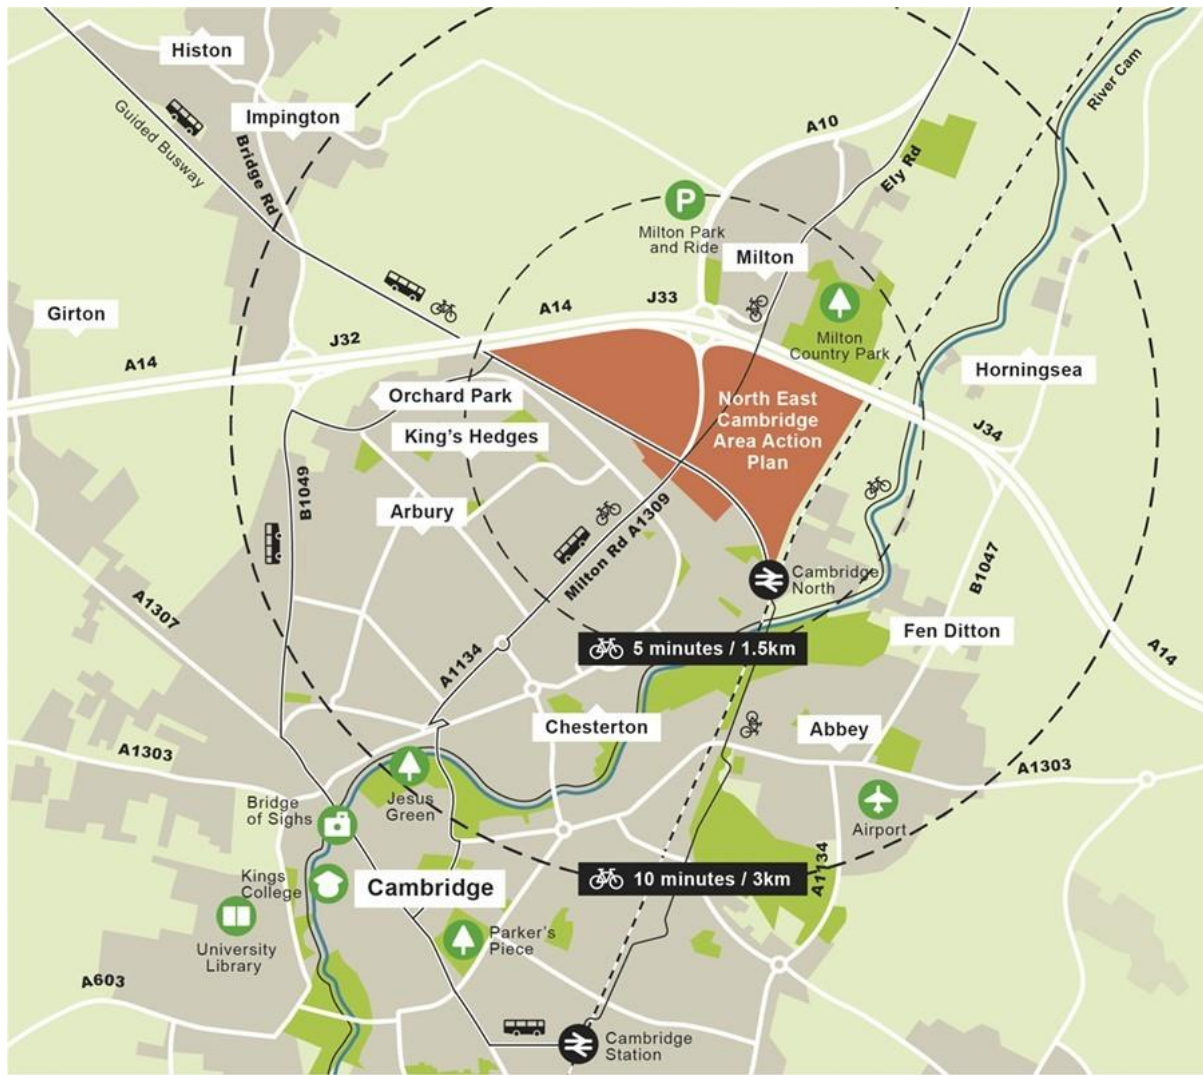 Histon
Impington
Guided Busway
Bridge Rd
A10
Ely Rd
River Cam
Milton Park
and Ride
Milton
Milton
Country Park
Girton
A14
J32
A14
J33
Horningsea
J34
Orchard Park
King's Hedges
North East
Cambridge
Area Action
Plan
B1049
Arbury
Milton Rd A1309
Cambridge
North
B1047
A1307
A1134
5 minutes / 1.5km
Fen Ditton
A14
Chesterton
Abbey
A1303
A1303
Jesus
Green
Bridge
of Sighs
Airport
Kings
College
Cambridge
10 minutes / 3km
A1134
University
Library
Parker's
Piece
A603
Cambridge
Station